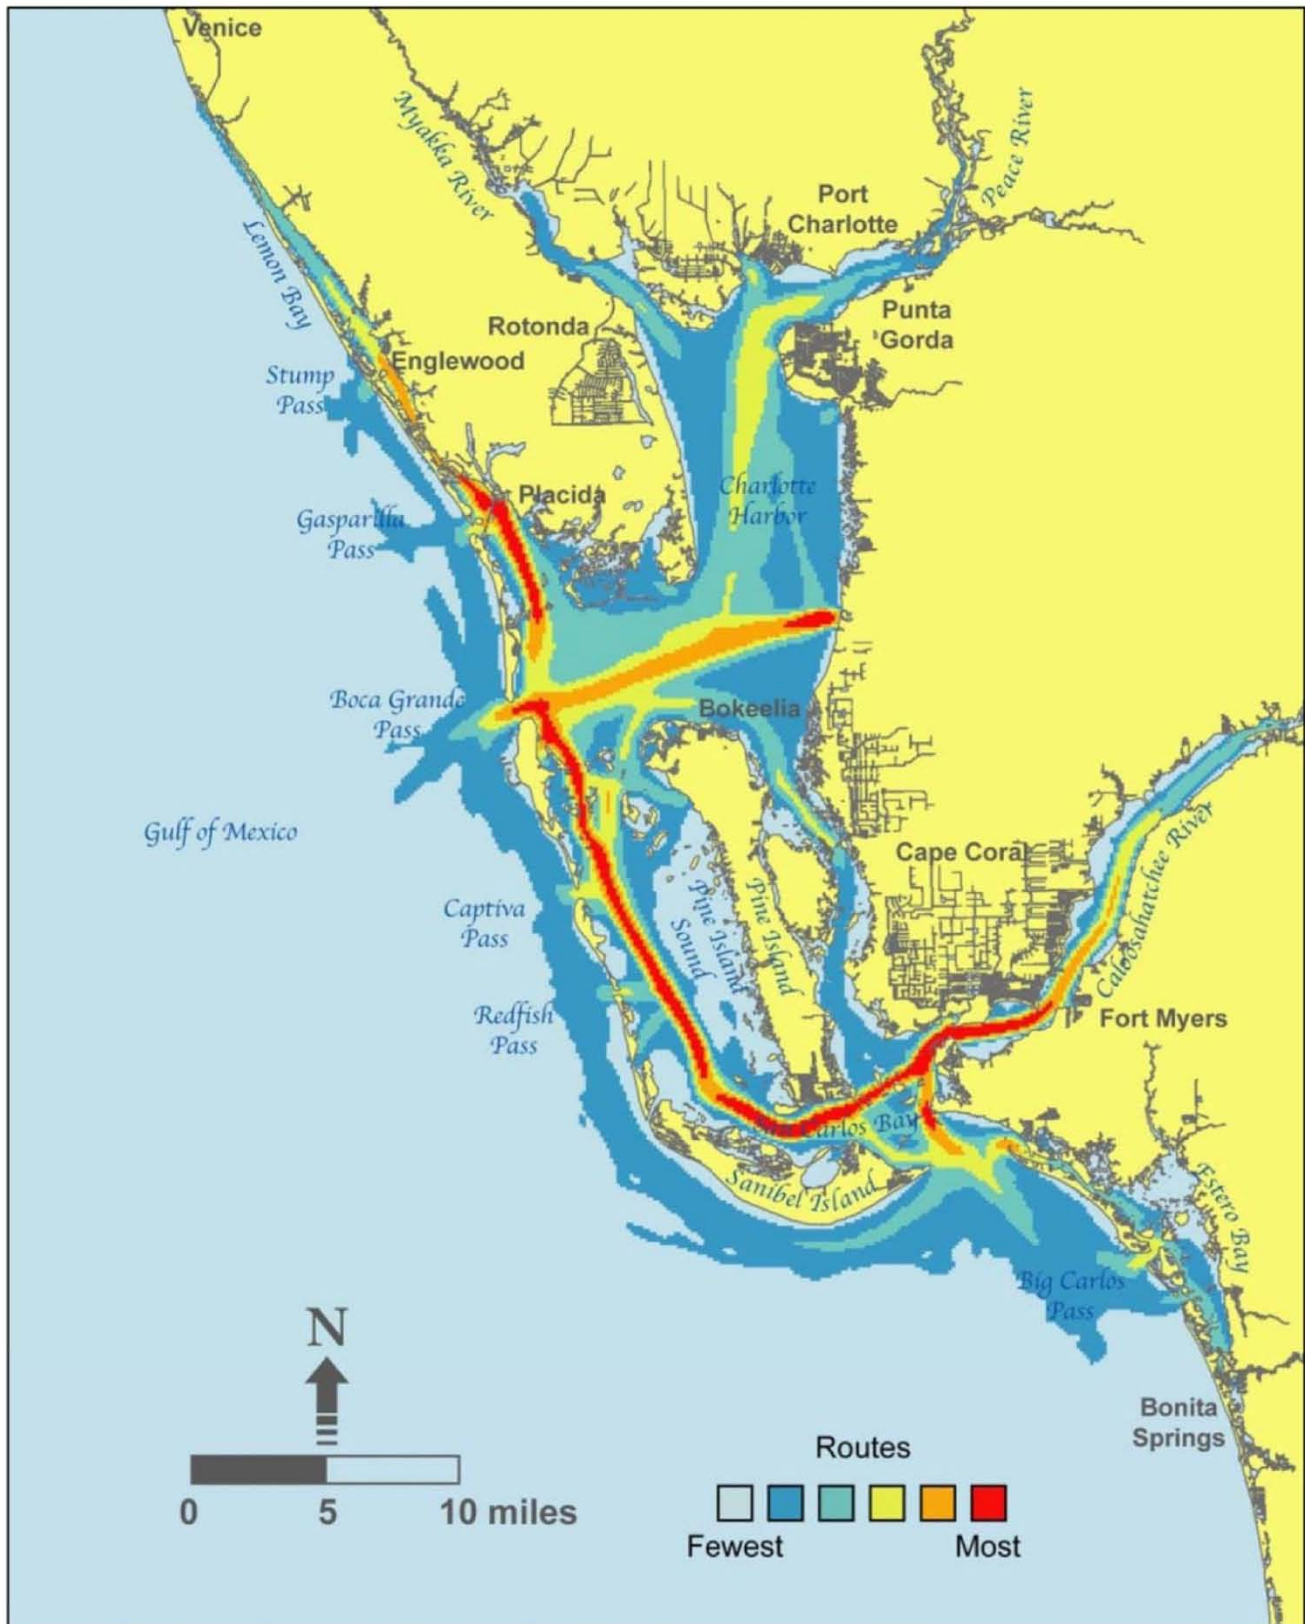 Venice
Myakka River
Peace River
Port
Charlotte
Lemon Bay
Punta
Gorda
Rotonda
Englewood
Stump
Pass
Placida
Charlotte
Harbor
Gasparilla
Pass
Boca Grande
Pass
Bokeelia
Gulf of Mexico
Cape Coral
Caloosahatchee River
Captiva
Pass
Pine Island
Sound
Pine Island
Redfish
Pass
Fort Myers
San Carlos Bay
Sanibel Island
Estero Bay
Big Carlos
Pass
N
Bonita
Springs
Routes
0 5 10 miles
Fewest Most